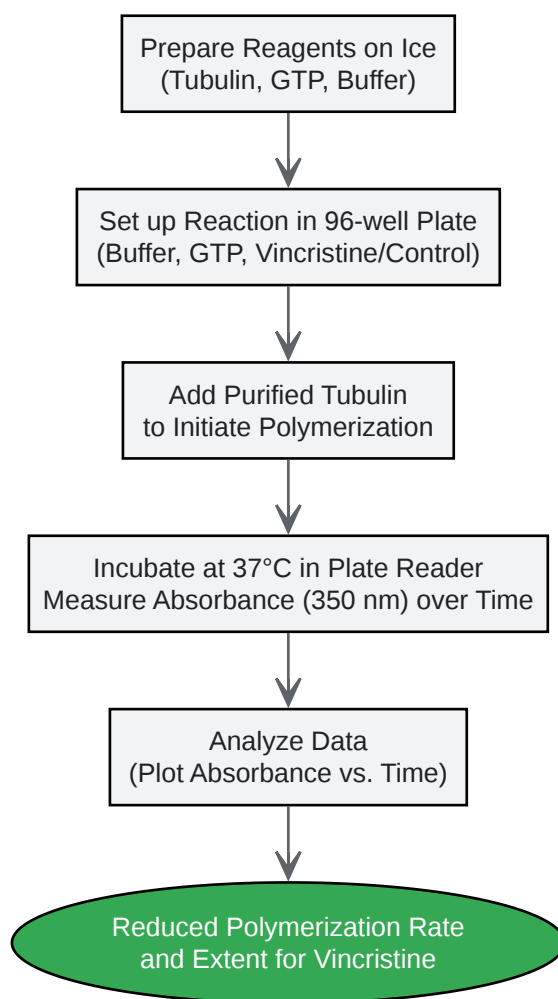 Prepare Reagents on Ice
(Tubulin, GTP, Buffer)
Set up Reaction in 96-well Plate
(Buffer, GTP, Vincristine/Control)
Add Purified Tubulin
to Initiate Polymerization
Incubate at 37°C in Plate Reader
Measure Absorbance (350 nm) over Time
Analyze Data
(Plot Absorbance vs. Time)
Reduced Polymerization Rate
and Extent for Vincristine